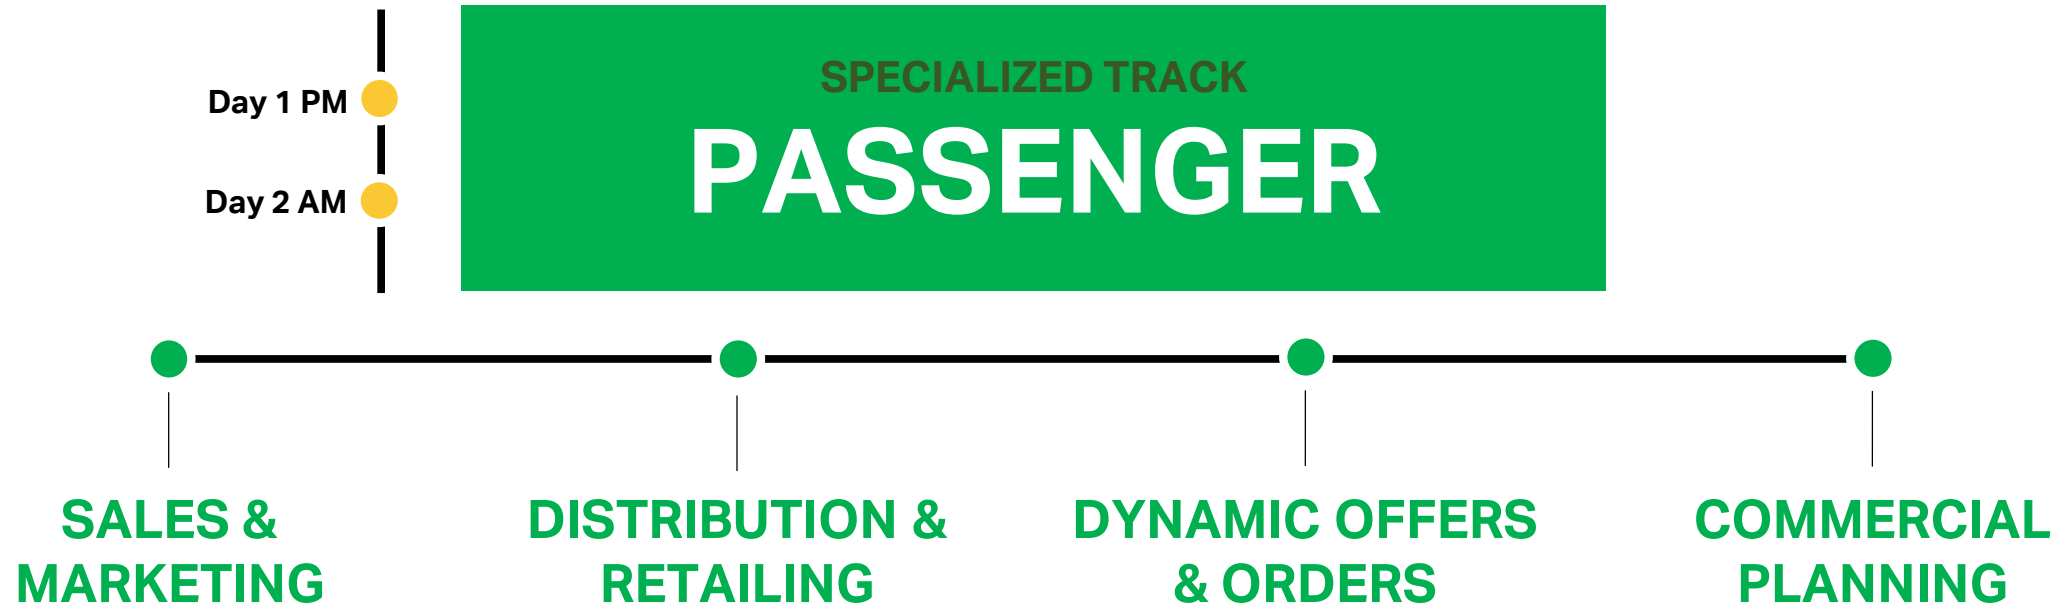 SPECIALIZED TRACK
PASSENGER
Day 1 PM
Day 2 AM
SALES &
MARKETING
DISTRIBUTION &
RETAILING
DYNAMIC OFFERS
& ORDERS
COMMERCIAL
PLANNING